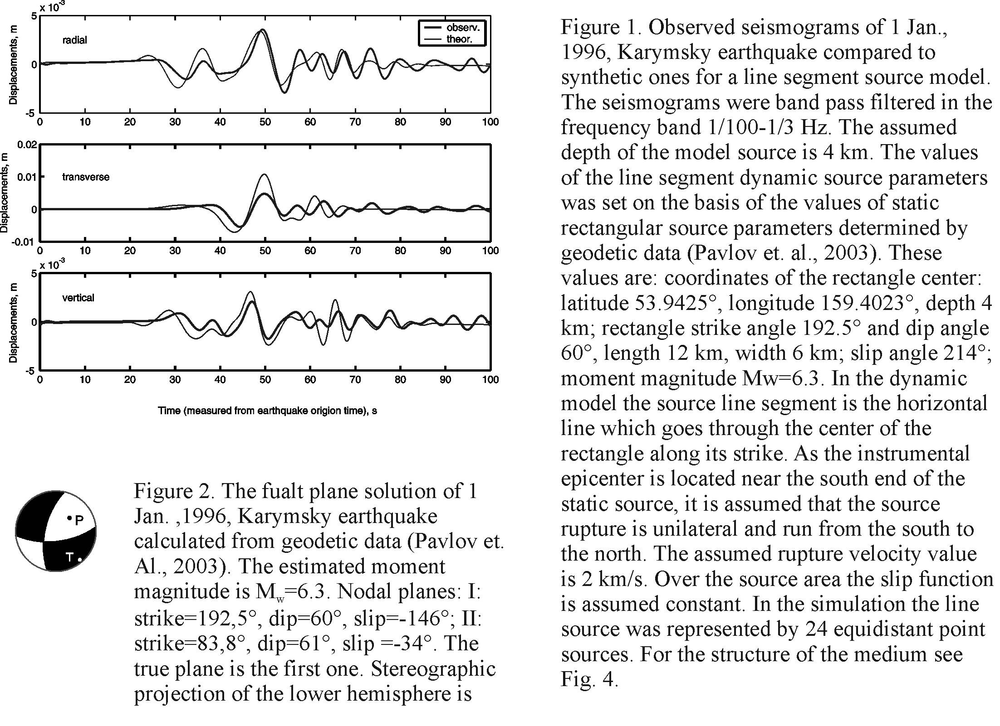 x 10-3
5
0
-5
Displacements, m
radial
observ.
theor.
0 10 20 30 40 50 60 70 80 90 100
0.02
0.01
0
-0.01
Displacements, m
transverse
0 10 20 30 40 50 60 70 80 90 100
x 10-3
5
0
-5
Displacements, m
vertical
0 10 20 30 40 50 60 70 80 90 100
Time (measured from earthquake origion time), s
P
T
Figure 2. The fualt plane solution of 1
Jan. ,1996, Karymsky earthquake
calculated from geodetic data (Pavlov et.
Al., 2003). The estimated moment
magnitude is Mw=6.3. Nodal planes: I:
strike=192,5°, dip=60°, slip=-146°; II:
strike=83,8°, dip=61°, slip =-34°. The
true plane is the first one. Stereographic
projection of the lower hemisphere is
Figure 1. Observed seismograms of 1 Jan.,
1996, Karymsky earthquake compared to
synthetic ones for a line segment source model.
The seismograms were band pass filtered in the
frequency band 1/100-1/3 Hz. The assumed
depth of the model source is 4 km. The values
of the line segment dynamic source parameters
was set on the basis of the values of static
rectangular source parameters determined by
geodetic data (Pavlov et. al., 2003). These
values are: coordinates of the rectangle center:
latitude 53.9425°, longitude 159.4023°, depth 4
km; rectangle strike angle 192.5° and dip angle
60°, length 12 km, width 6 km; slip angle 214°;
moment magnitude Mw=6.3. In the dynamic
model the source line segment is the horizontal
line which goes through the center of the
rectangle along its strike. As the instrumental
epicenter is located near the south end of the
static source, it is assumed that the source
rupture is unilateral and run from the south to
the north. The assumed rupture velocity value
is 2 km/s. Over the source area the slip function
is assumed constant. In the simulation the line
source was represented by 24 equidistant point
sources. For the structure of the medium see
Fig. 4.